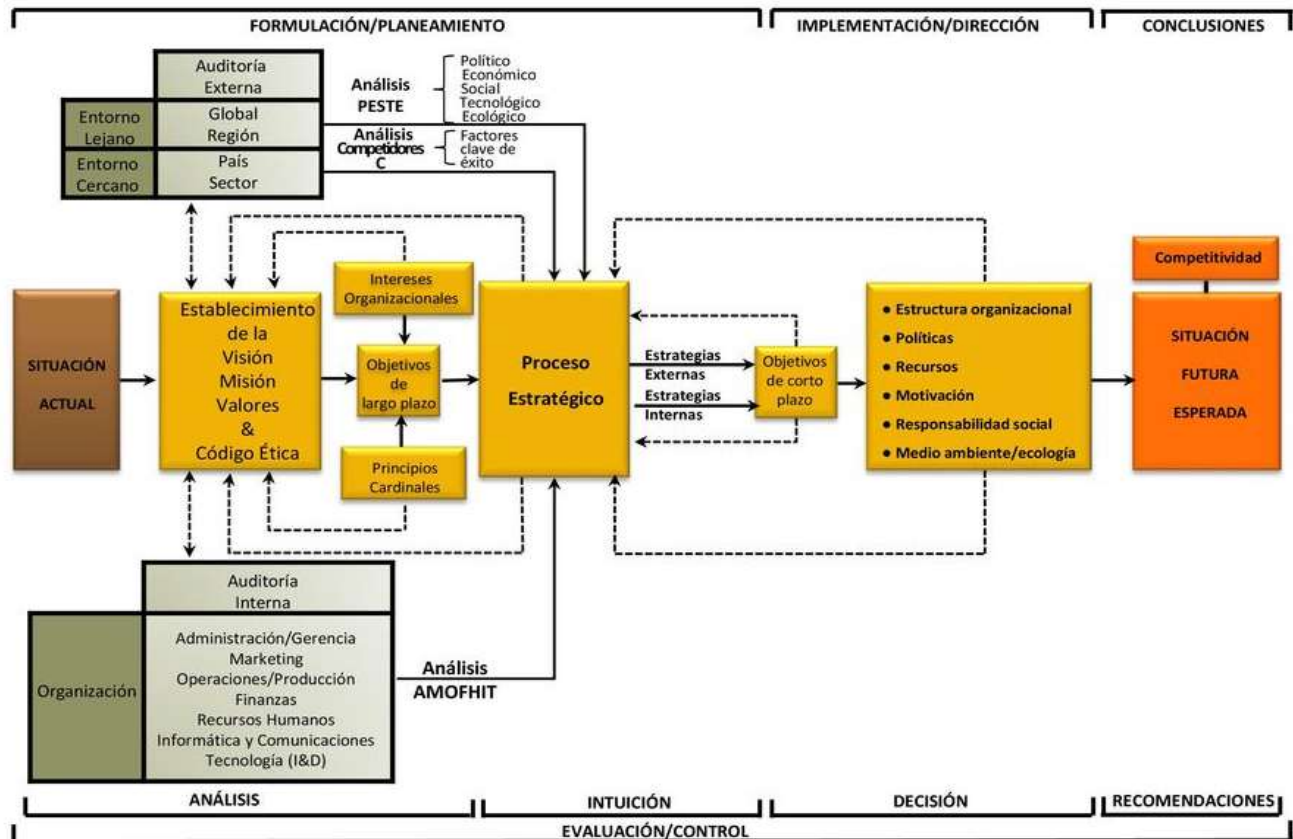 FORMULACIÓN/PLANEAMIENTO
IMPLEMENTACIÓN/DIRECCIÓN
CONCLUSIONES
Auditoría
Externa
Entorno
Lejano
Global
Región
Entorno
Cercano
País
Sector
Análisis
PESTE
Político
Económico
Social
Tecnológico
Ecológico
Análisis
Competidores
C
Factores
clave de
éxito
SITUACIÓN
ACTUAL
Establecimiento
de la
Visión
Misión
Valores
&
Código Ética
Intereses
Organizacionales
Objetivos
de
largo plazo
Principios
Cardinales
Proceso
Estratégico
Estrategias
Externas
Estrategias
Internas
Objetivos
de corto
plazo
• Estructura organizacional
• Políticas
• Recursos
• Motivación
• Responsabilidad social
• Medio ambiente/ecología
Competitividad
SITUACIÓN
FUTURA
ESPERADA
Auditoría
Interna
Organización
Administración/Gerencia
Marketing
Operaciones/Producción
Finanzas
Recursos Humanos
Informática y Comunicaciones
Tecnología (I&D)
Análisis
AMOFHIT
ANÁLISIS
INTUICIÓN
DECISIÓN
RECOMENDACIONES
EVALUACIÓN/CONTROL